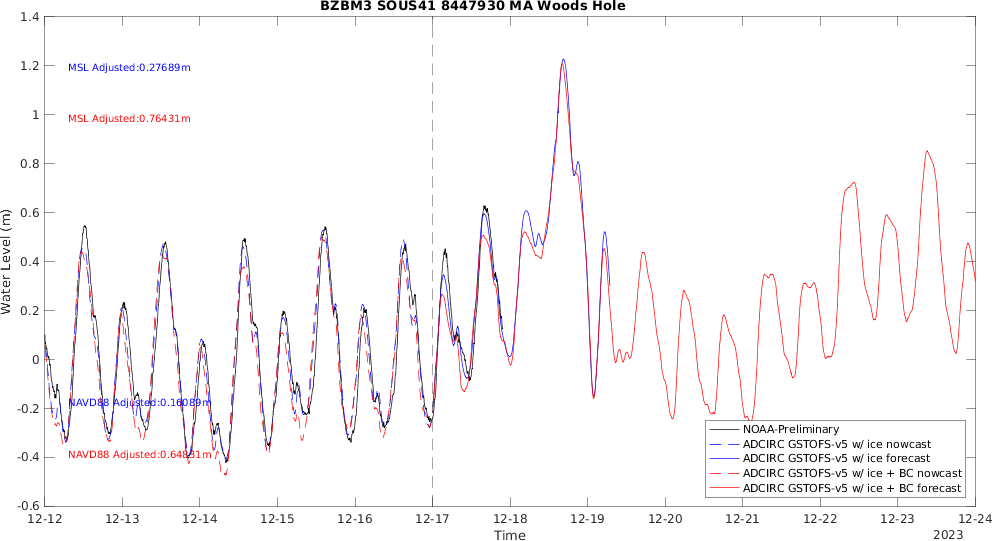 BZBM3 SOUS41 8447930 MA Woods Hole
1.4
1.2
1
0.8
0.6
0.4
0.2
0
-0.2
-0.4
-0.6
Water Level (m)
MSL Adjusted:0.27689m
MSL Adjusted:0.76431m
NAVD88 Adjusted:0.16089m
NAVD88 Adjusted:0.64831m
NOAA-Preliminary
ADCIRC GSTOFS-v5 w/ ice nowcast
ADCIRC GSTOFS-v5 w/ ice forecast
ADCIRC GSTOFS-v5 w/ ice + BC nowcast
ADCIRC GSTOFS-v5 w/ ice + BC forecast
12-12 12-13 12-14 12-15 12-16 12-17 12-18 12-19 12-20 12-21 12-22 12-23 12-24
Time
2023